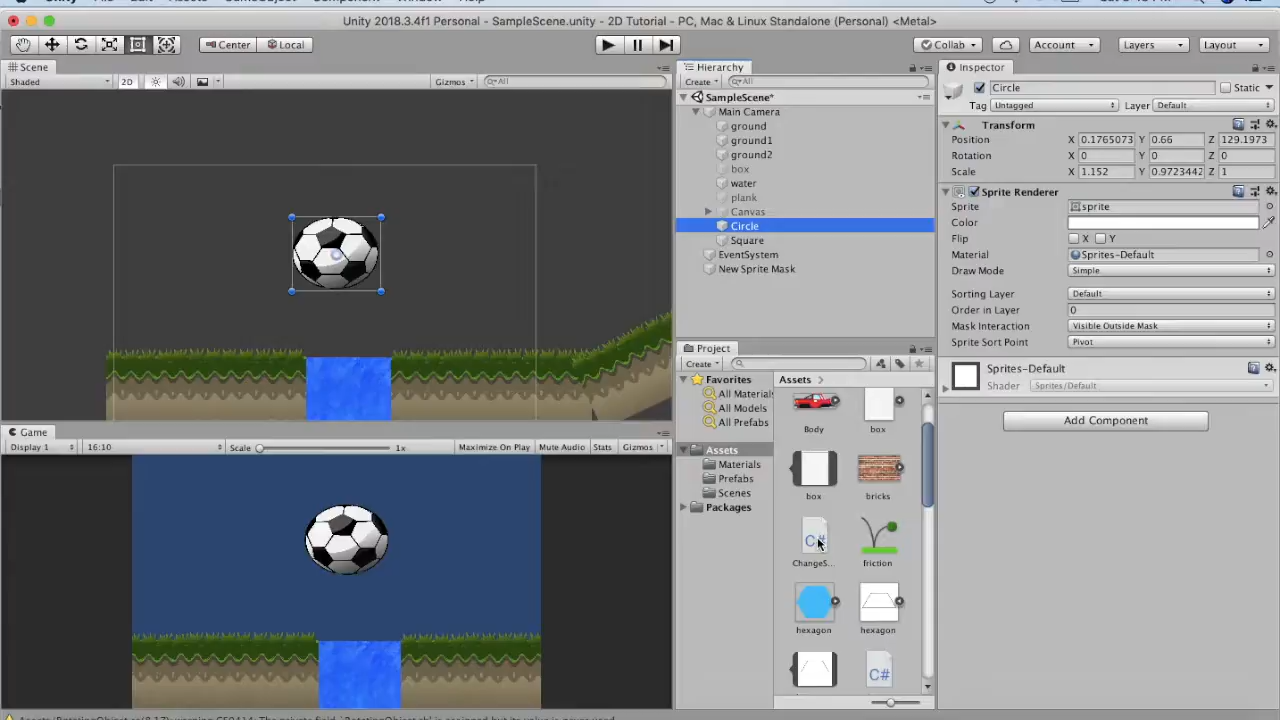 Unity 2018.3.4f1 Personal - SampleScene.unity - 2D Tutorial - PC, Mac & Linux Standalone (Personal) <Metal>
Center Local Collab Account Layers Layout
Scene
Shaded 2D Gizmos All
Hierarchy
Create All
SampleScene*
Main Camera
ground
ground1
ground2
box
water
plank
Canvas
Circle
Square
EventSystem
New Sprite Mask
Inspector
Circle Static
Tag Untagged Layer Default
Transform
Position X 0.1765073 Y 0.66 Z 129.1973
Rotation X 0 Y 0 Z 0
Scale X 1.152 Y 0.9723442 Z 1
Sprite Renderer
Sprite sprite
Color
Flip X Y
Material Sprites-Default
Draw Mode Simple
Sorting Layer Default
Order in Layer 0
Mask Interaction Visible Outside Mask
Sprite Sort Point Pivot
Sprites-Default
Shader Sprites/Default
Add Component
Project
Create
Favorites
All Materials
All Models
All Prefabs
Assets
Materials
Prefabs
Scenes
Packages
Assets
Body box
box bricks
C#
ChangeS... friction
hexagon hexagon
C#
Game
Display 1 16:10 Scale 1x Maximize On Play Mute Audio Stats Gizmos